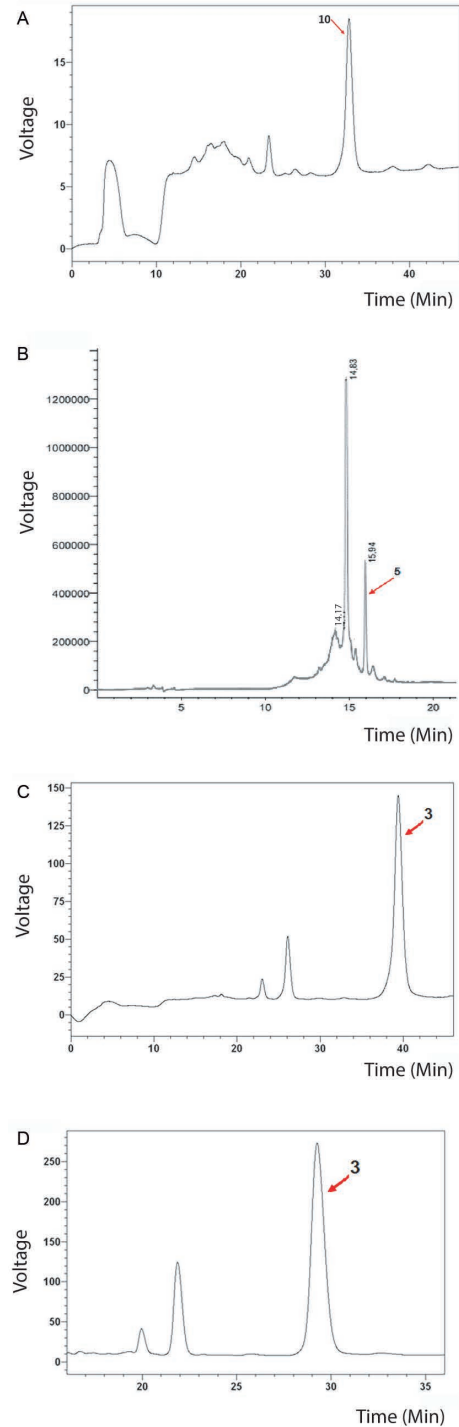 A
10
Voltage
15
10
5
0
0 10 20 30 40
Time (Min)
B
14,83
1200000
1000000
15,94
5
Voltage
800000
600000
400000
14,17
200000
0
5 10 15 20
Time (Min)
C
150
3
125
100
Voltage
75
50
25
0
0 10 20 30 40
Time (Min)
D
250
3
200
Voltage
150
100
50
0
20 25 30 35
Time (Min)